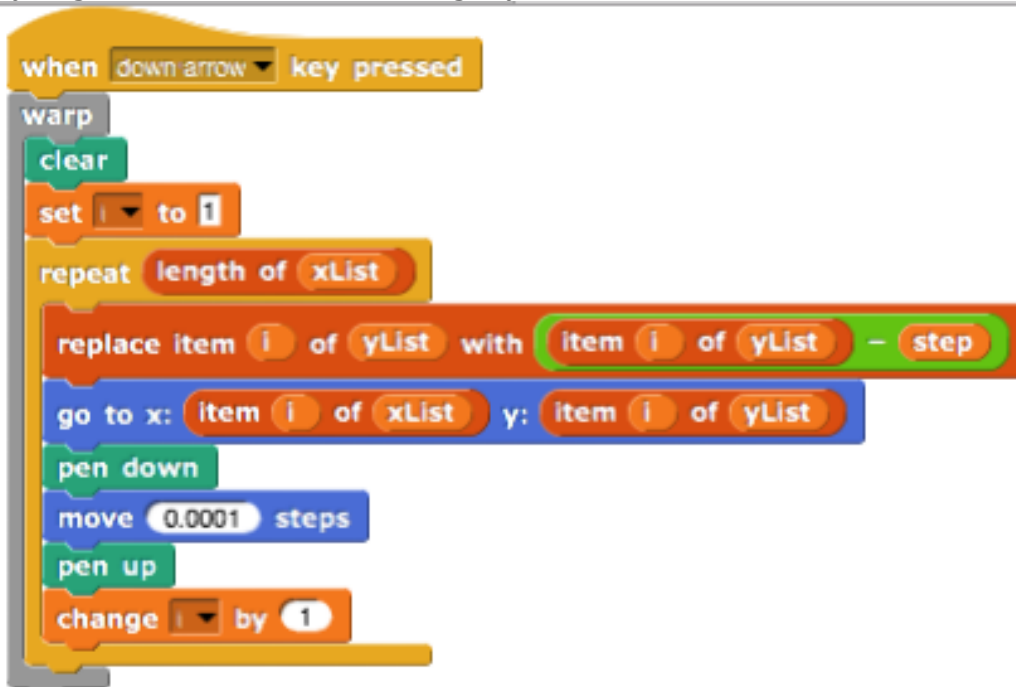 when down arrow key pressed
warp
clear
set i to 1
repeat length of xList
replace item i of yList with item i of yList - step
go to x: item i of xList y: item i of yList
pen down
move 0.0001 steps
pen up
change i by 1